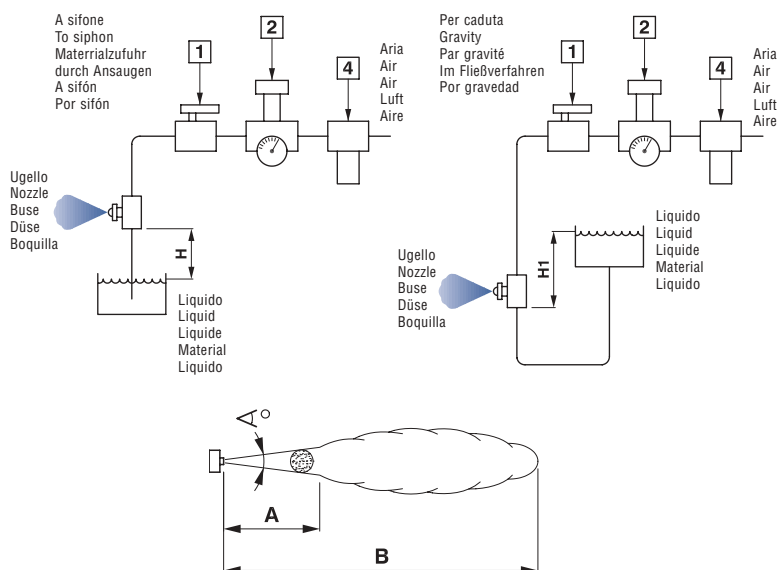 A sifone
To siphon
Materrialzufuhr
durch Ansaugen
A sifón
Por sifón
1
2
4
Aria
Air
Air
Luft
Aire
Ugello
Nozzle
Buse
Düse
Boquilla
H
Liquido
Liquid
Liquide
Material
Liquido
Per caduta
Gravity
Par gravité
Im Fließverfahren
Por gravedad
1
2
4
Aria
Air
Air
Luft
Aire
Ugello
Nozzle
Buse
Düse
Boquilla
H1
Liquido
Liquid
Liquide
Material
Liquido
A°
A
B